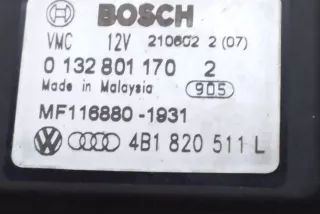 BOSCH
VMC 12V 210602 2 (07)
0 132 801 170 2
Made in Malaysia 905
MF116880-1931
4B1 820 511 L